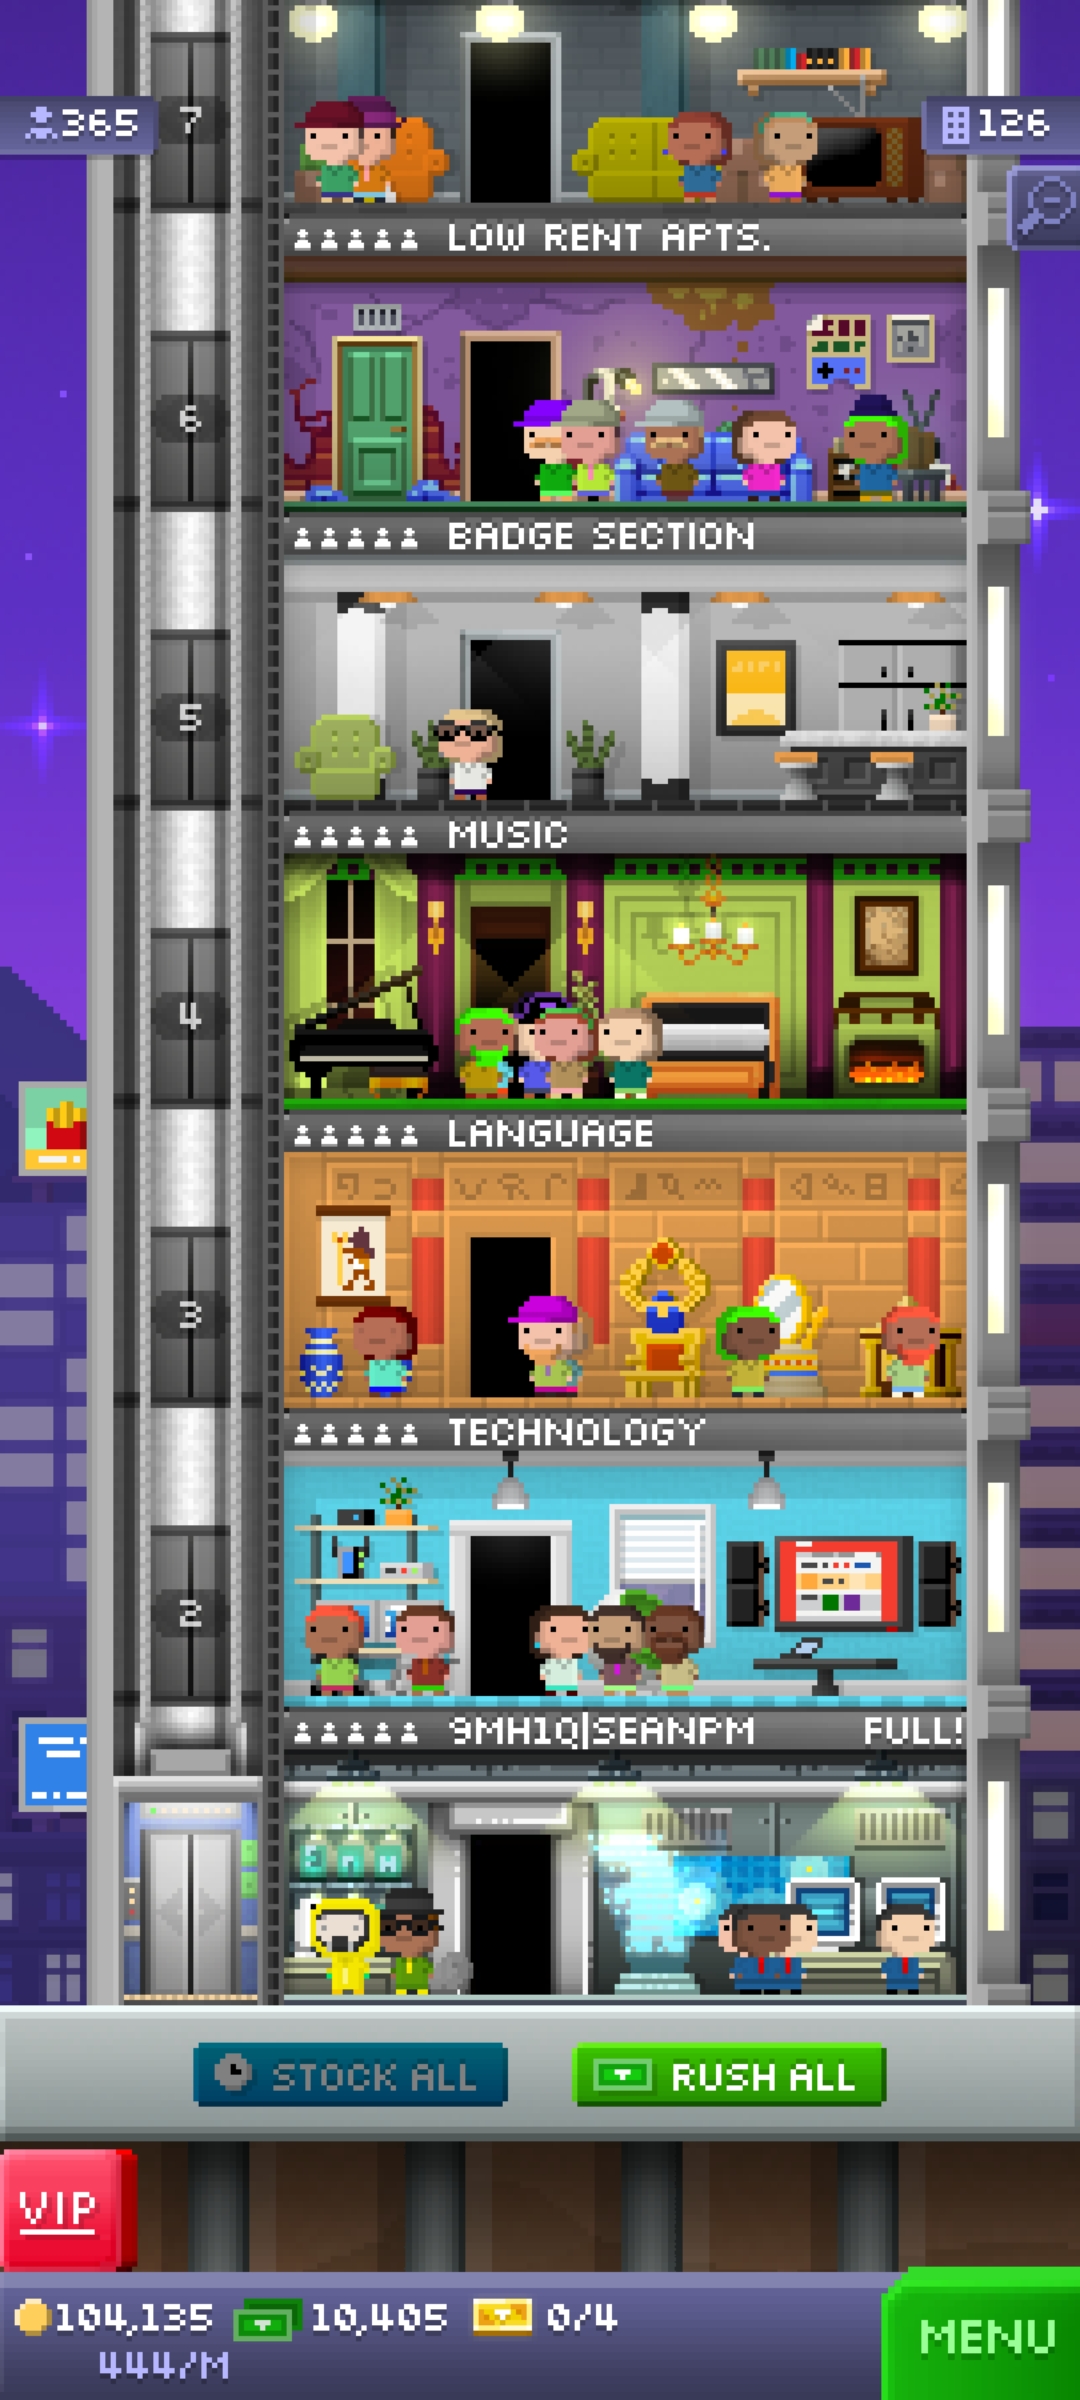 365
7
126
LOW RENT APTS.
6
BADGE SECTION
5
MUSIC
4
LANGUAGE
3
TECHNOLOGY
2
9MH1Q|SEANPM FULL!
STOCK ALL
RUSH ALL
VIP
104,135 10,405 0/4
444/M
MENU